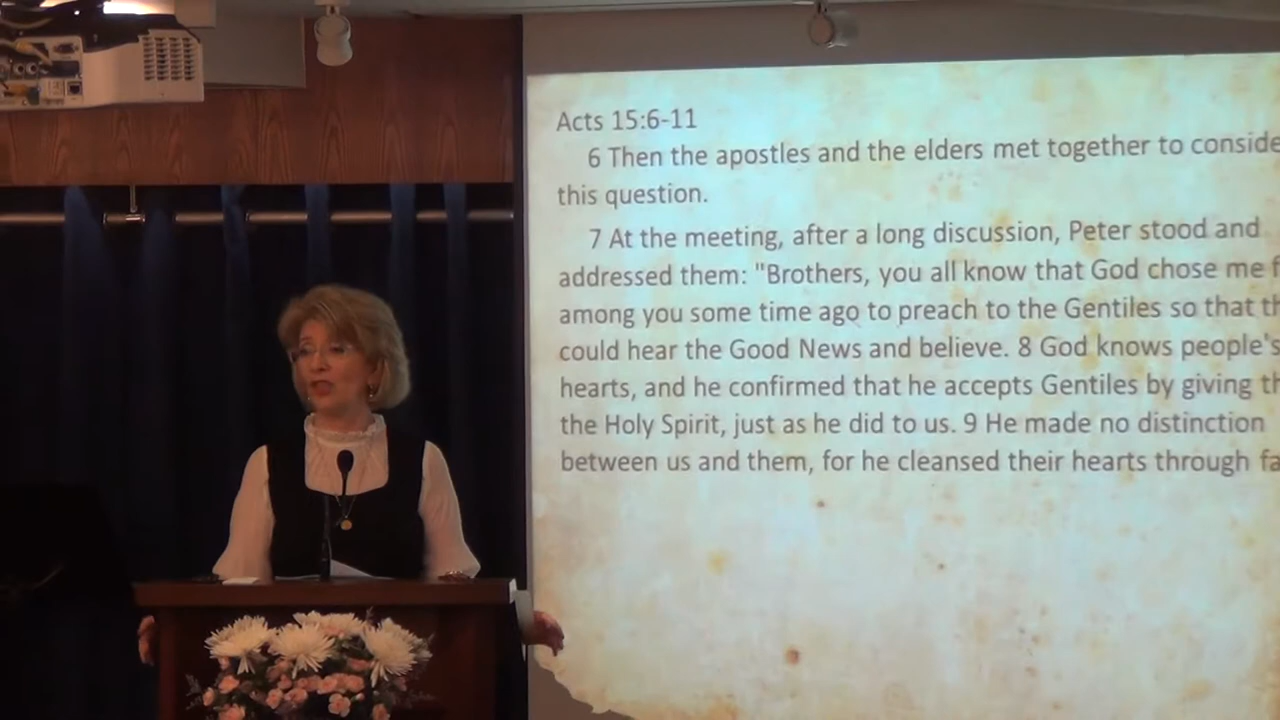 Acts 15:6-11
6 Then the apostles and the elders met together to conside
this question.
7 At the meeting, after a long discussion, Peter stood and
addressed them: "Brothers, you all know that God chose me f
among you some time ago to preach to the Gentiles so that th
could hear the Good News and believe. 8 God knows people's
hearts, and he confirmed that he accepts Gentiles by giving th
the Holy Spirit, just as he did to us. 9 He made no distinction
between us and them, for he cleansed their hearts through fa